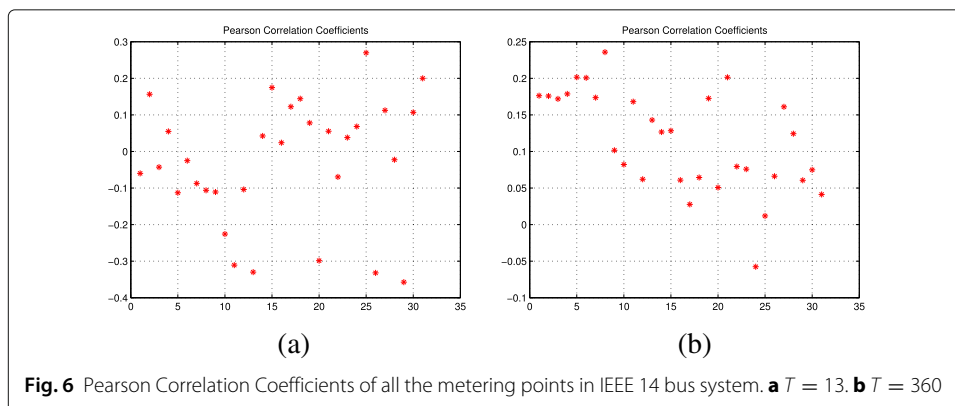 Pearson Correlation Coefficients
0.3
0.2
0.1
0
−0.1
−0.2
−0.3
−0.4
0 5 10 15 20 25 30 35
(a)
Pearson Correlation Coefficients
0.25
0.2
0.15
0.1
0.05
0
−0.05
−0.1
0 5 10 15 20 25 30 35
(b)
Fig. 6 Pearson Correlation Coefficients of all the metering points in IEEE 14 bus system. a T = 13. b T = 360